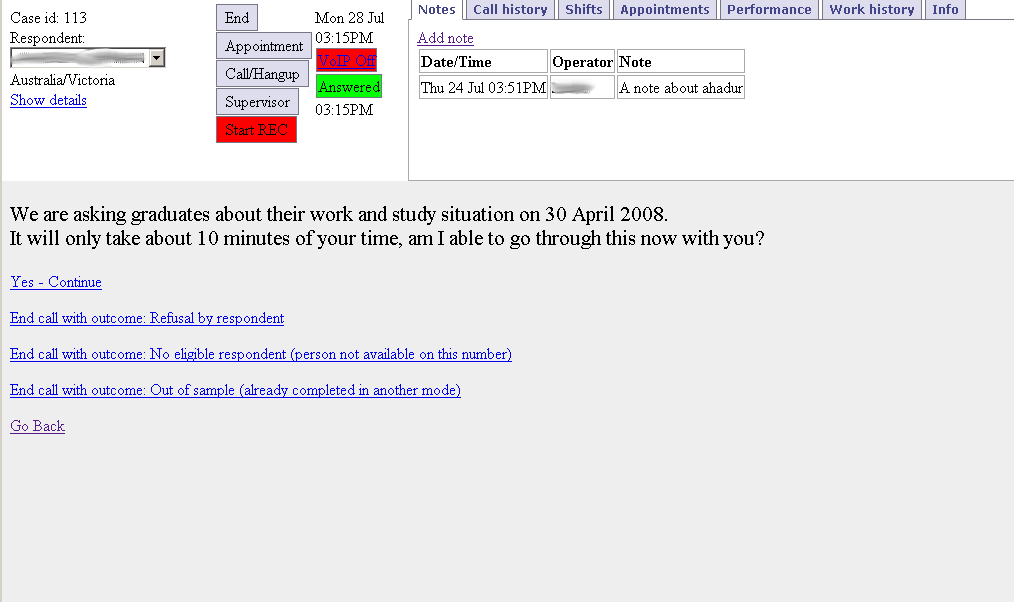 Case id: 113
Respondent:
Australia/Victoria
Show details
End
Appointment
Call/Hangup
Supervisor
Start REC
Mon 28 Jul
03:15PM
VoIP Off
Answered
03:15PM
Notes Call history Shifts Appointments Performance Work history Info
Add note
Date/Time Operator Note
Thu 24 Jul 03:51PM A note about ahadur
We are asking graduates about their work and study situation on 30 April 2008.
It will only take about 10 minutes of your time, am I able to go through this now with you?
Yes - Continue
End call with outcome: Refusal by respondent
End call with outcome: No eligible respondent (person not available on this number)
End call with outcome: Out of sample (already completed in another mode)
Go Back